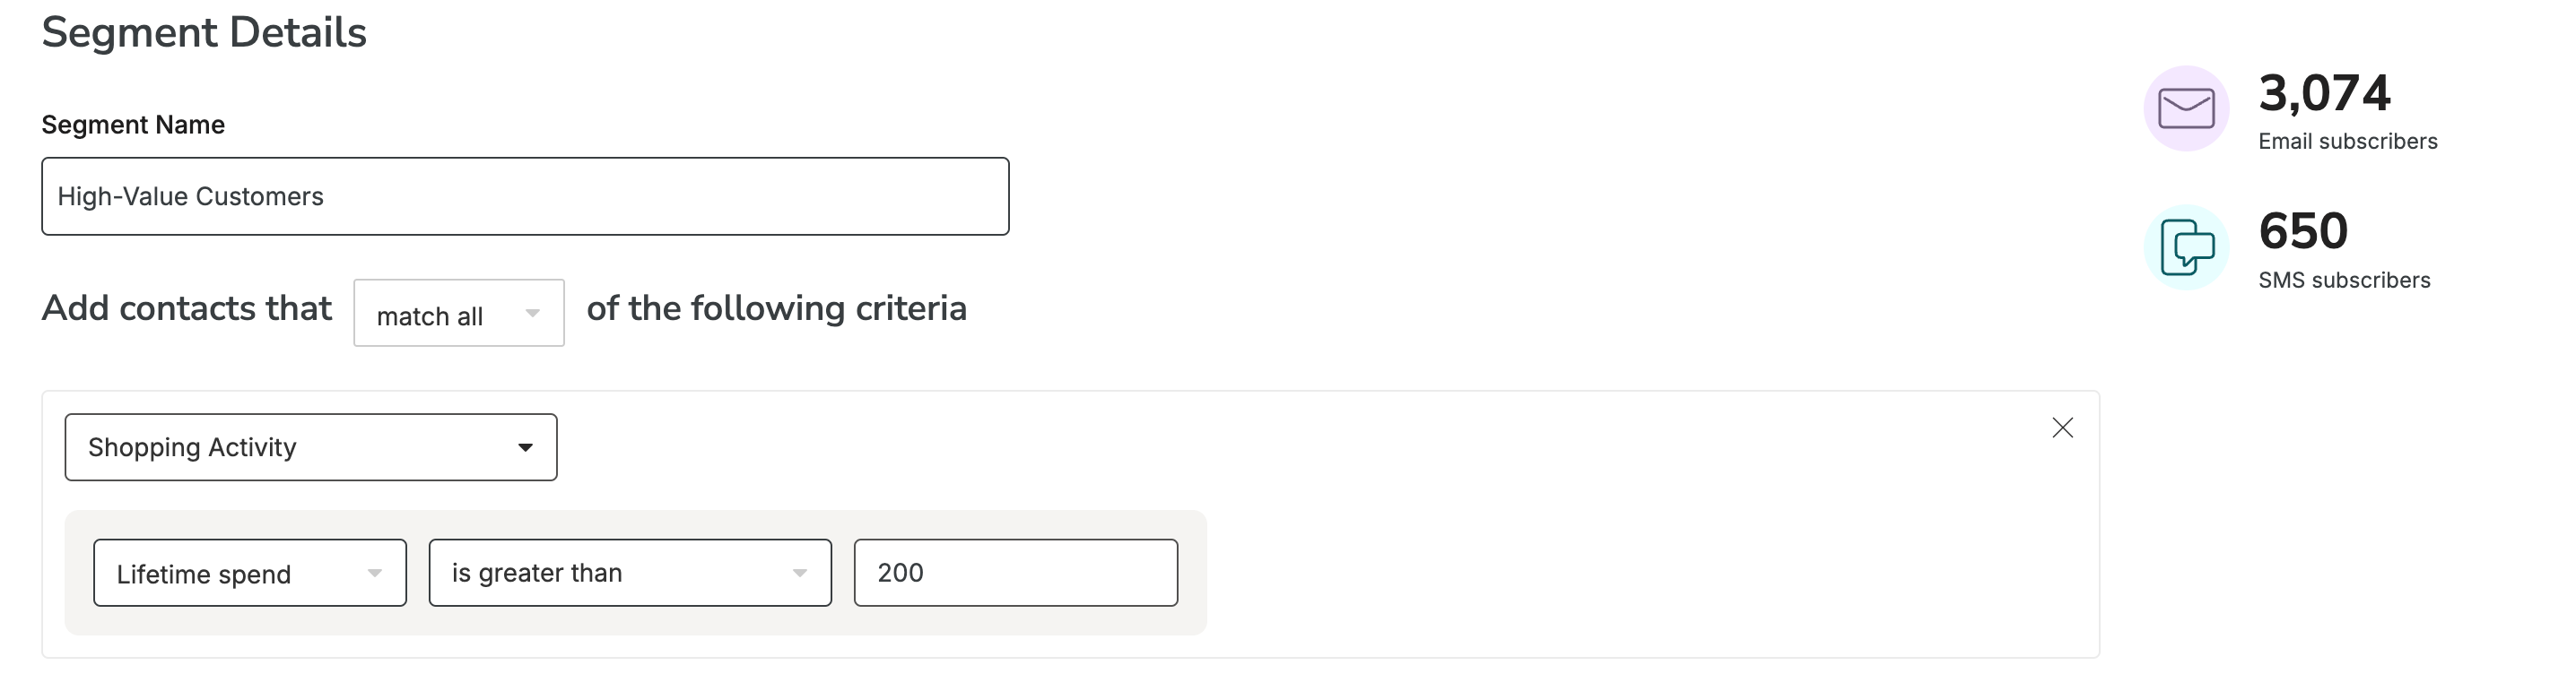 Segment Details
3,074
Email subscribers
Segment Name
High-Value Customers
650
SMS subscribers
Add contacts that match all of the following criteria
Shopping Activity
Lifetime spend is greater than 200